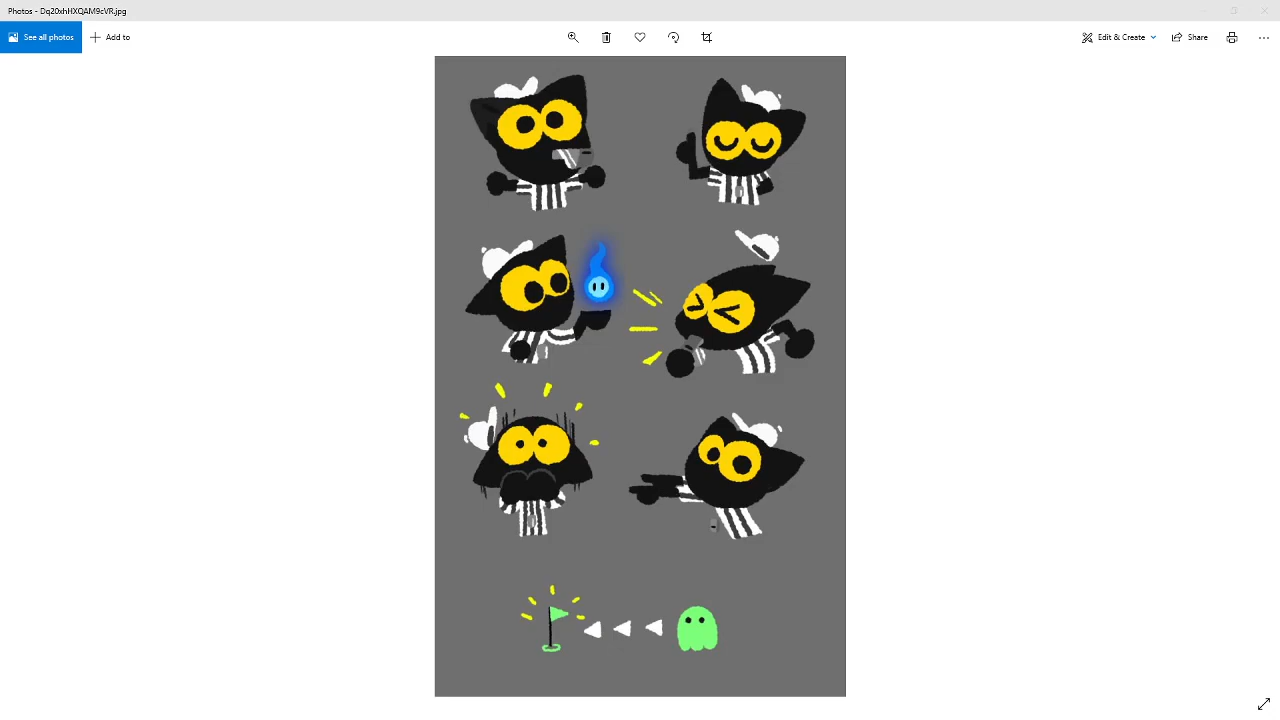 Photos - Dq20xhHXQAM9cVR.jpg
See all photos
Add to
Edit & Create
Share